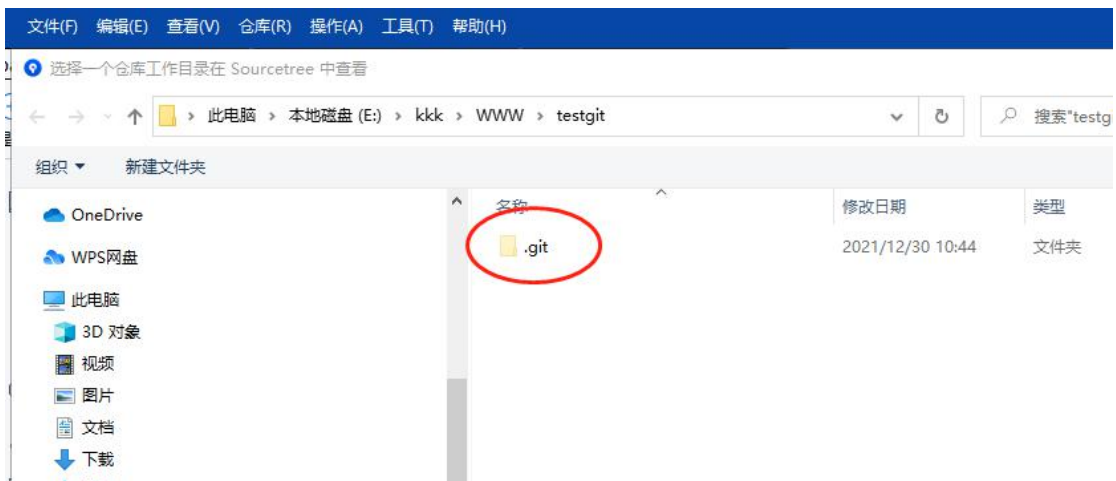 文件(F) 编辑(E) 查看(V) 仓库(R) 操作(A) 工具(T) 帮助(H)
选择一个仓库工作目录在 Sourcetree 中查看
此电脑 › 本地磁盘 (E:) › kkk › WWW › testgit
搜索"testg
组织 新建文件夹
名称 修改日期 类型
.git 2021/12/30 10:44 文件夹
OneDrive
WPS网盘
此电脑
3D 对象
视频
图片
文档
下载